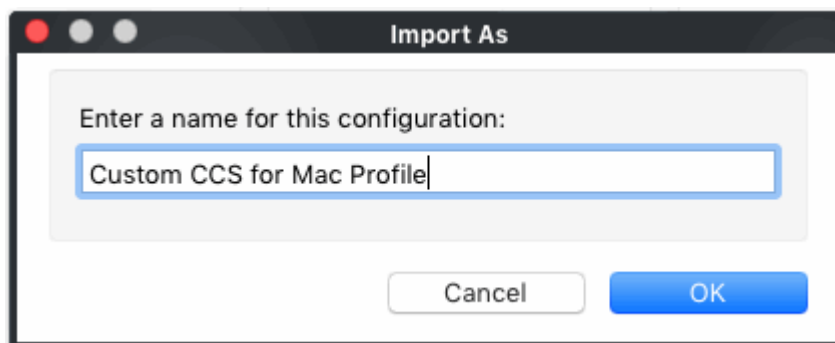 Import As
Enter a name for this configuration:
Custom CCS for Mac Profile
Cancel
OK